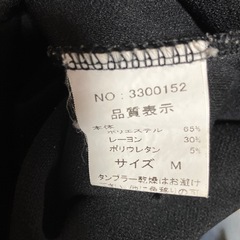 NO：3300152
品質表示
本体
ポリエステル 65%
レーヨン 30%
ポリウレタン 5%
サイズ M
タンブラー乾燥はお避け